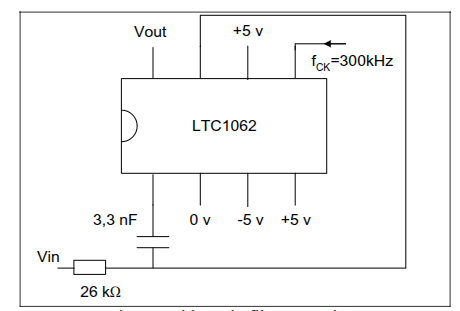 Vout
+5 v
fCK=300kHz
LTC1062
3,3 nF
0 v
-5 v
+5 v
Vin
26 kΩ